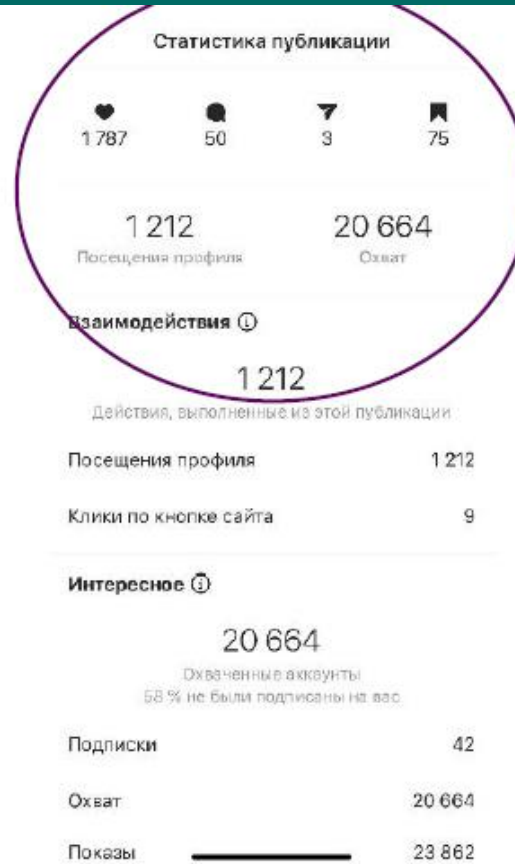 Статистика публикации
1 787 50 3 75
1 212 20 664
Посещения профиля Охват
Взаимодействия
1 212
Действия, выполненные из этой публикации
Посещения профиля 1 212
Клики по кнопке сайта 9
Интересное
20 664
Охваченные аккаунты
58 % не были подписаны на вас
Подписки 42
Охват 20 664
Показы 23 862